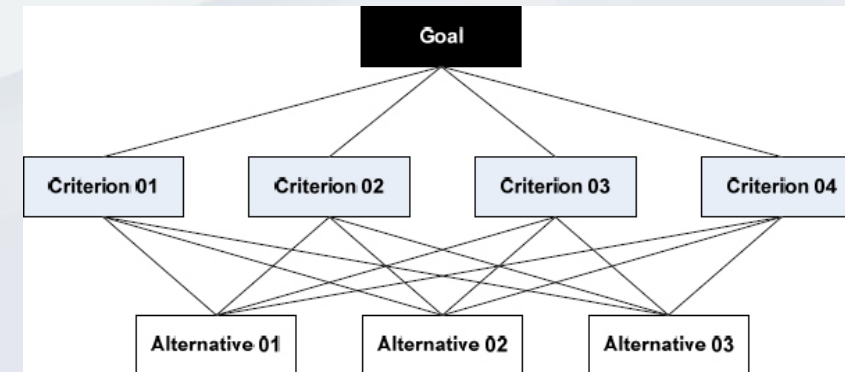 Goal
Criterion 01
Criterion 02
Criterion 03
Criterion 04
Alternative 01
Alternative 02
Alternative 03